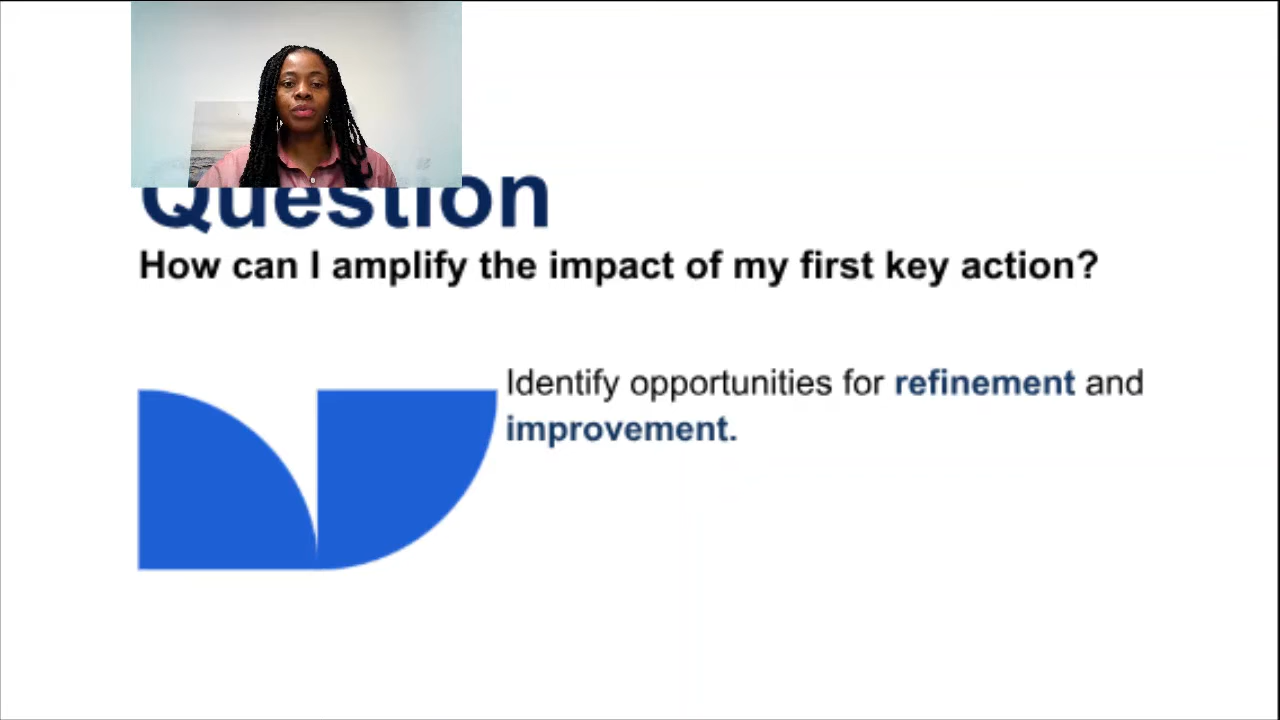 Question
How can I amplify the impact of my first key action?
Identify opportunities for refinement and
improvement.